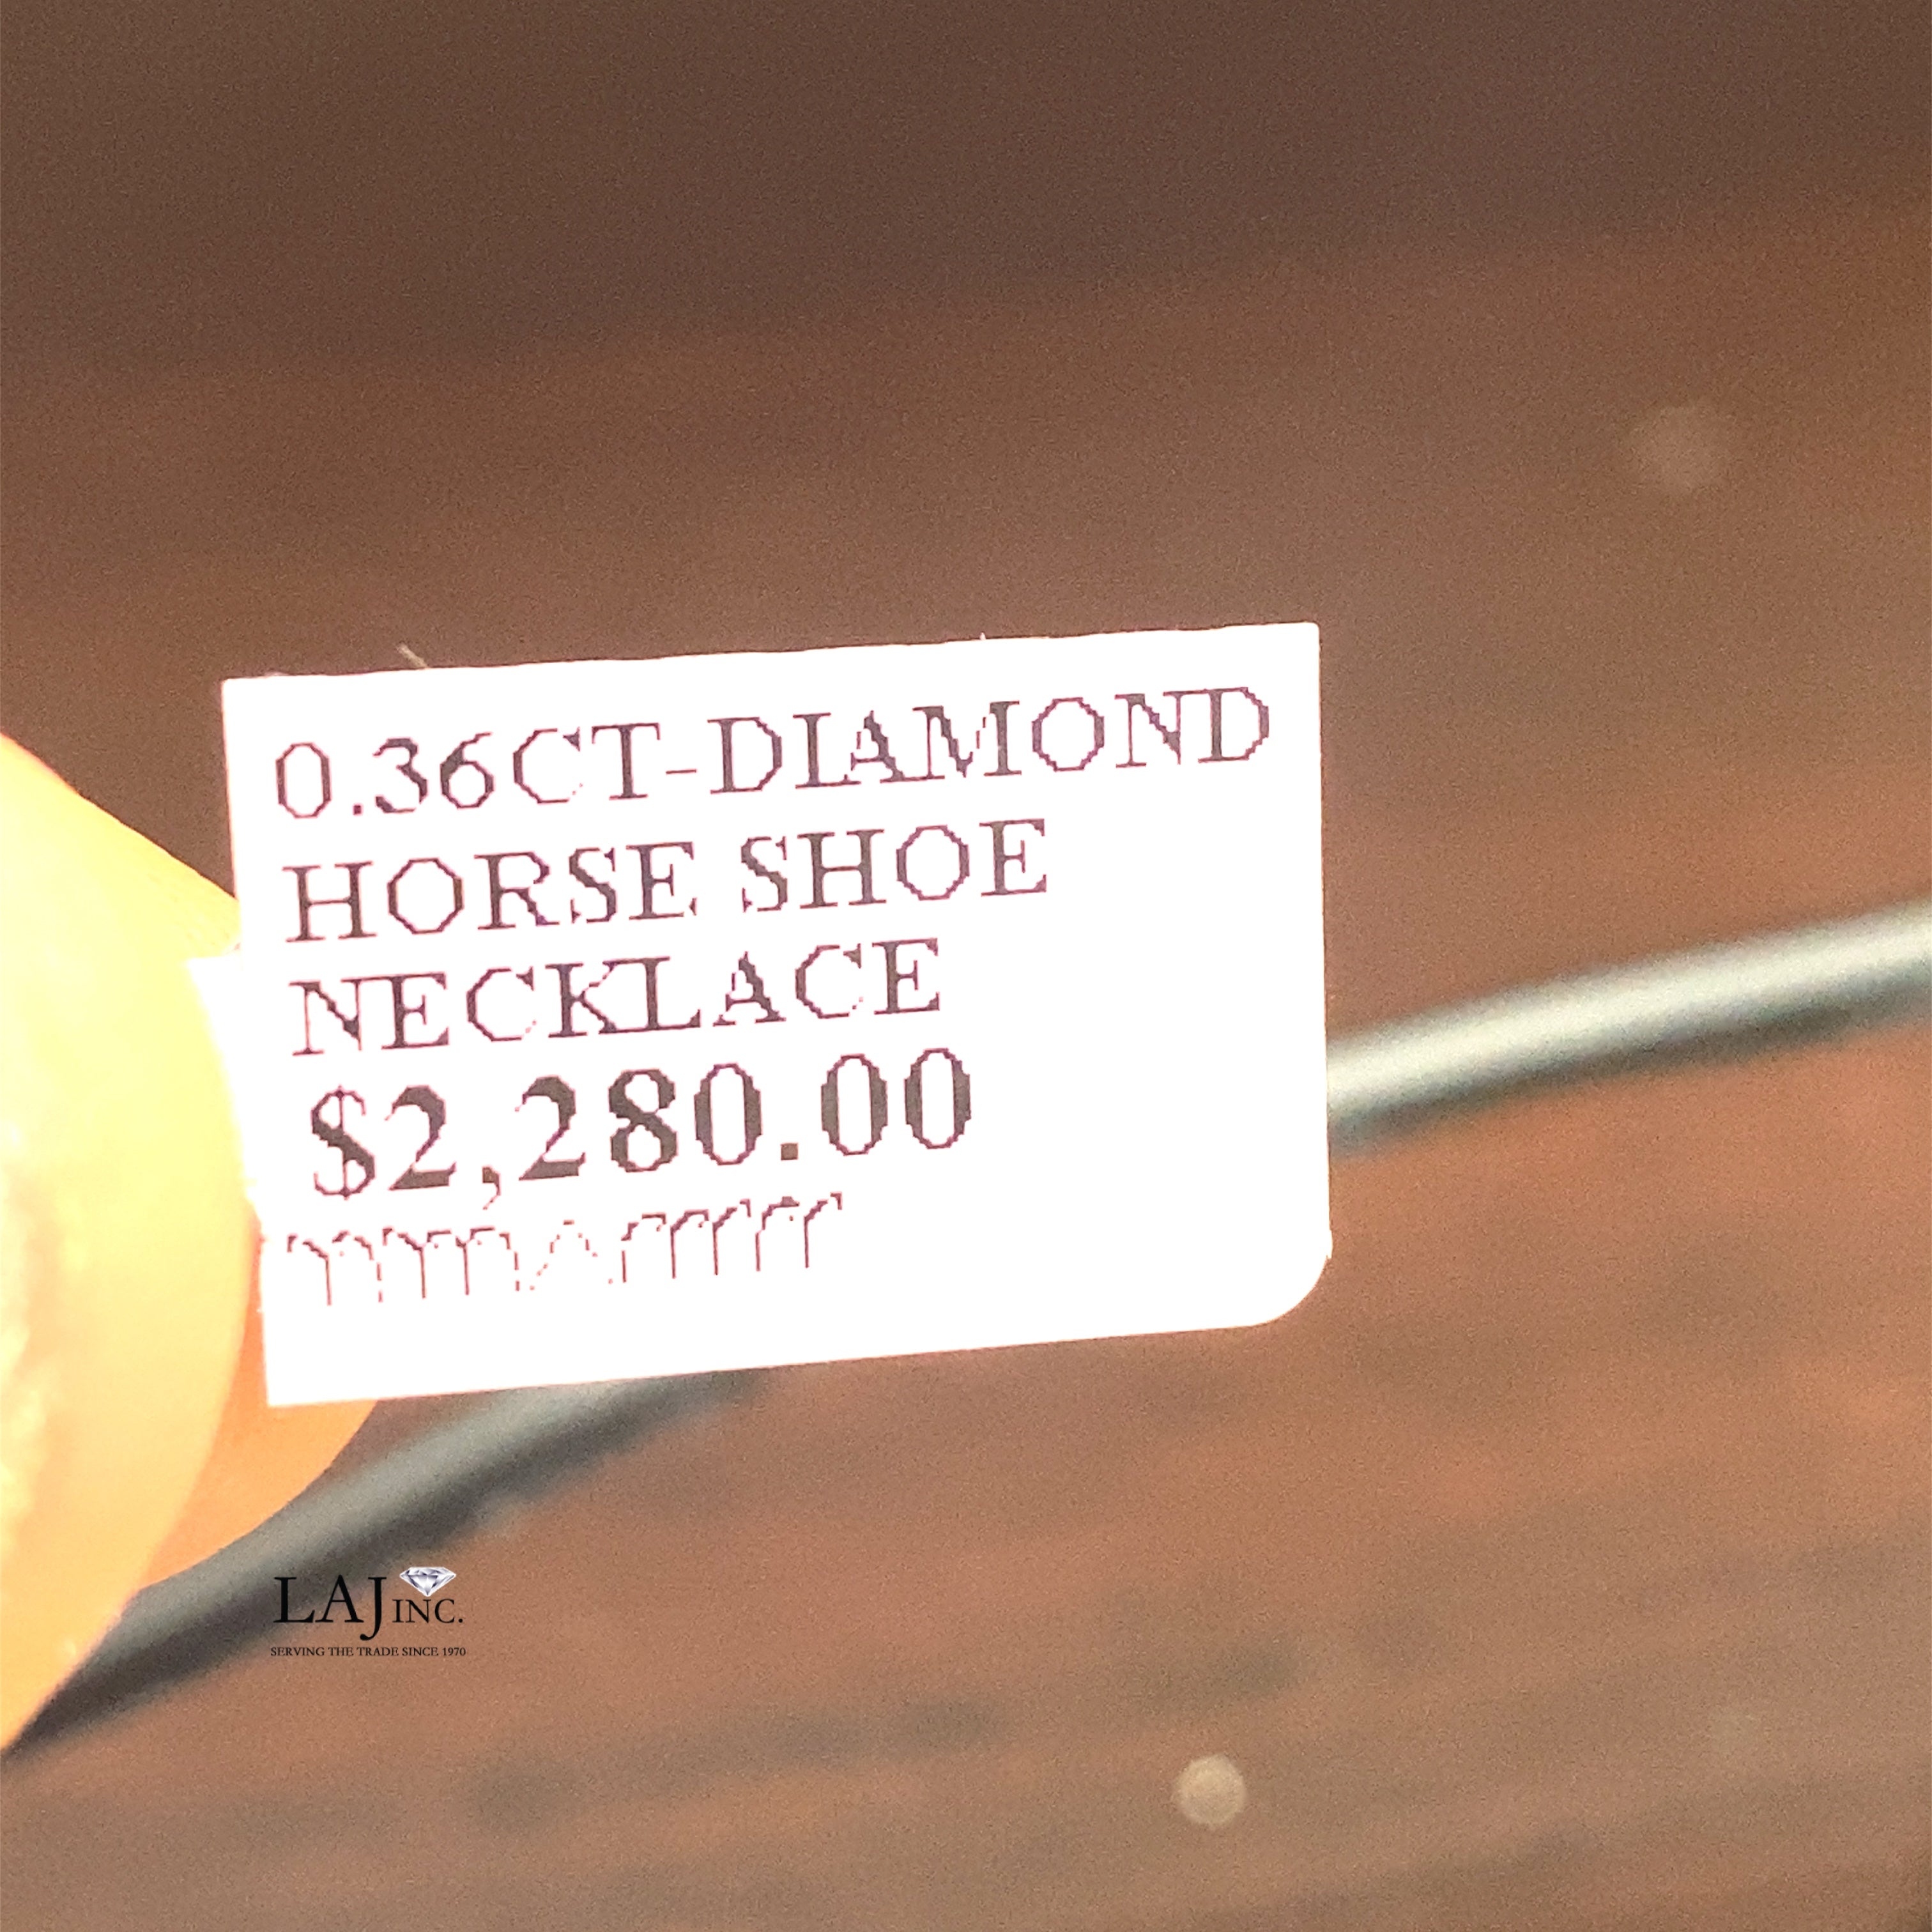 0.36CT-DIAMOND
HORSE SHOE
NECKLACE
$2,280.00
LAJ INC.
SERVING THE TRADE SINCE 1970